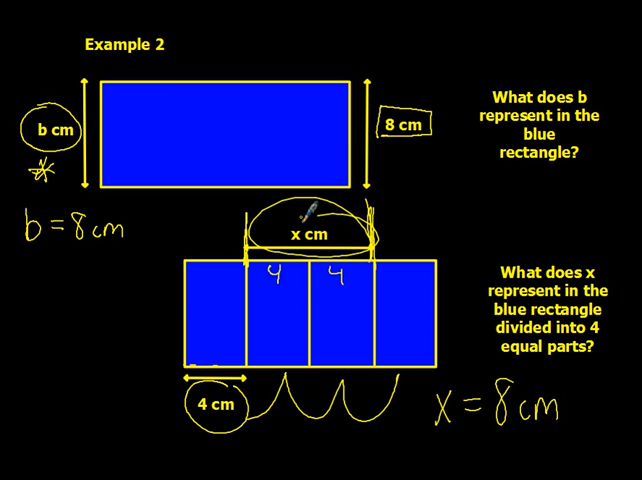 Example 2
b cm
8 cm
What does b
represent in the
blue
rectangle?
b = 8 cm
x cm
4 4
What does x
represent in the
blue rectangle
divided into 4
equal parts?
4 cm
x = 8 cm